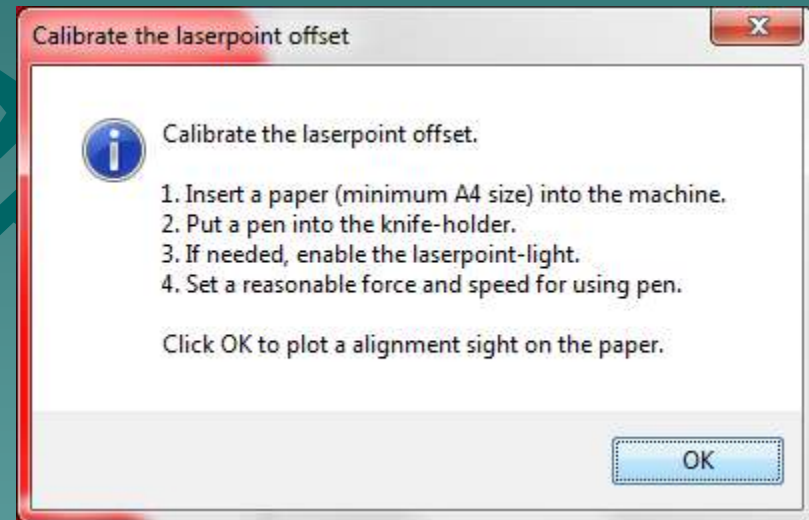 Calibrate the laserpoint offset
Calibrate the laserpoint offset.
1. Insert a paper (minimum A4 size) into the machine.
2. Put a pen into the knife-holder.
3. If needed, enable the laserpoint-light.
4. Set a reasonable force and speed for using pen.
Click OK to plot a alignment sight on the paper.
OK